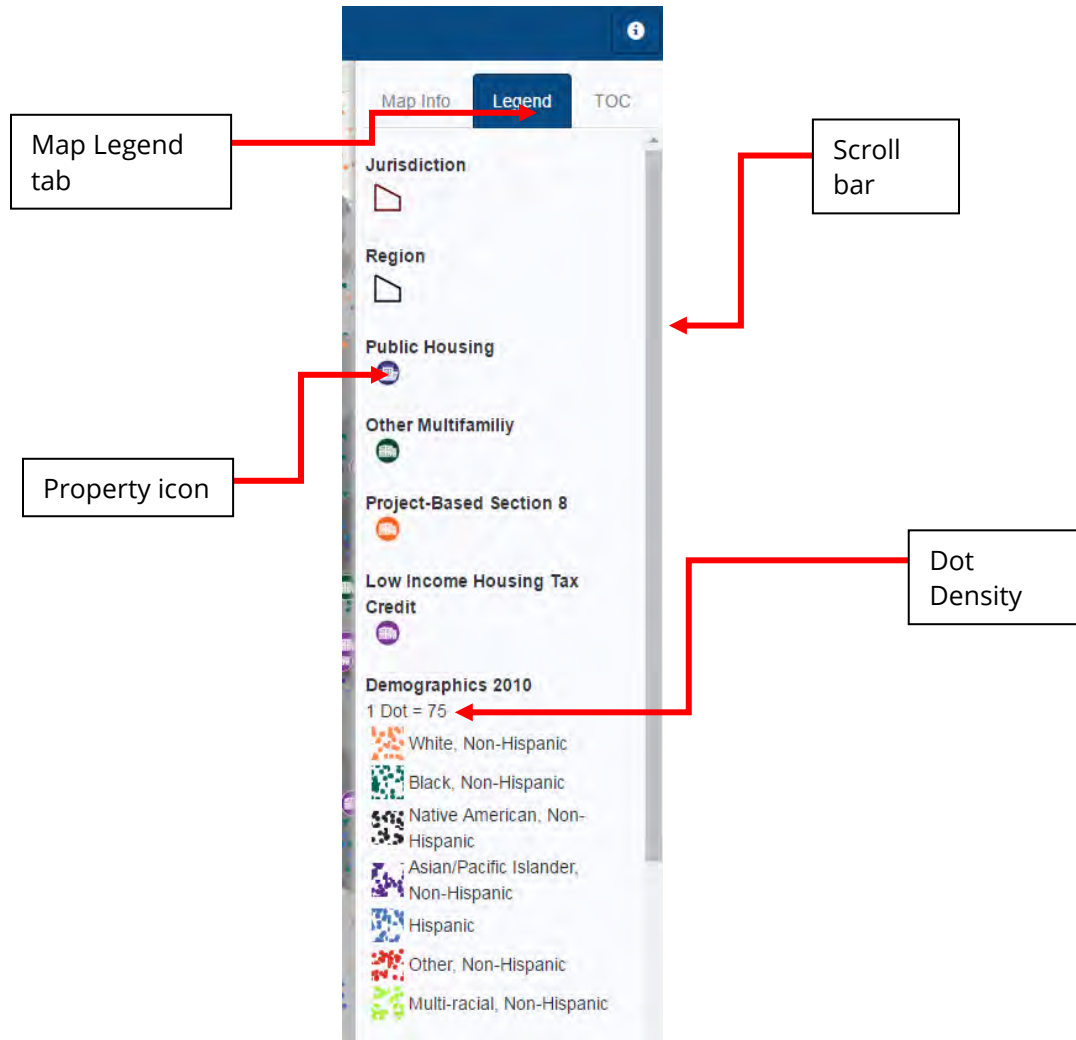 Map Info Legend TOC
Map Legend
tab
Scroll
bar
Jurisdiction
Region
Public Housing
Other Multifamiliy
Property icon
Project-Based Section 8
Dot
Density
Low Income Housing Tax
Credit
Demographics 2010
1 Dot = 75
White, Non-Hispanic
Black, Non-Hispanic
Native American, Non-
Hispanic
Asian/Pacific Islander,
Non-Hispanic
Hispanic
Other, Non-Hispanic
Multi-racial, Non-Hispanic